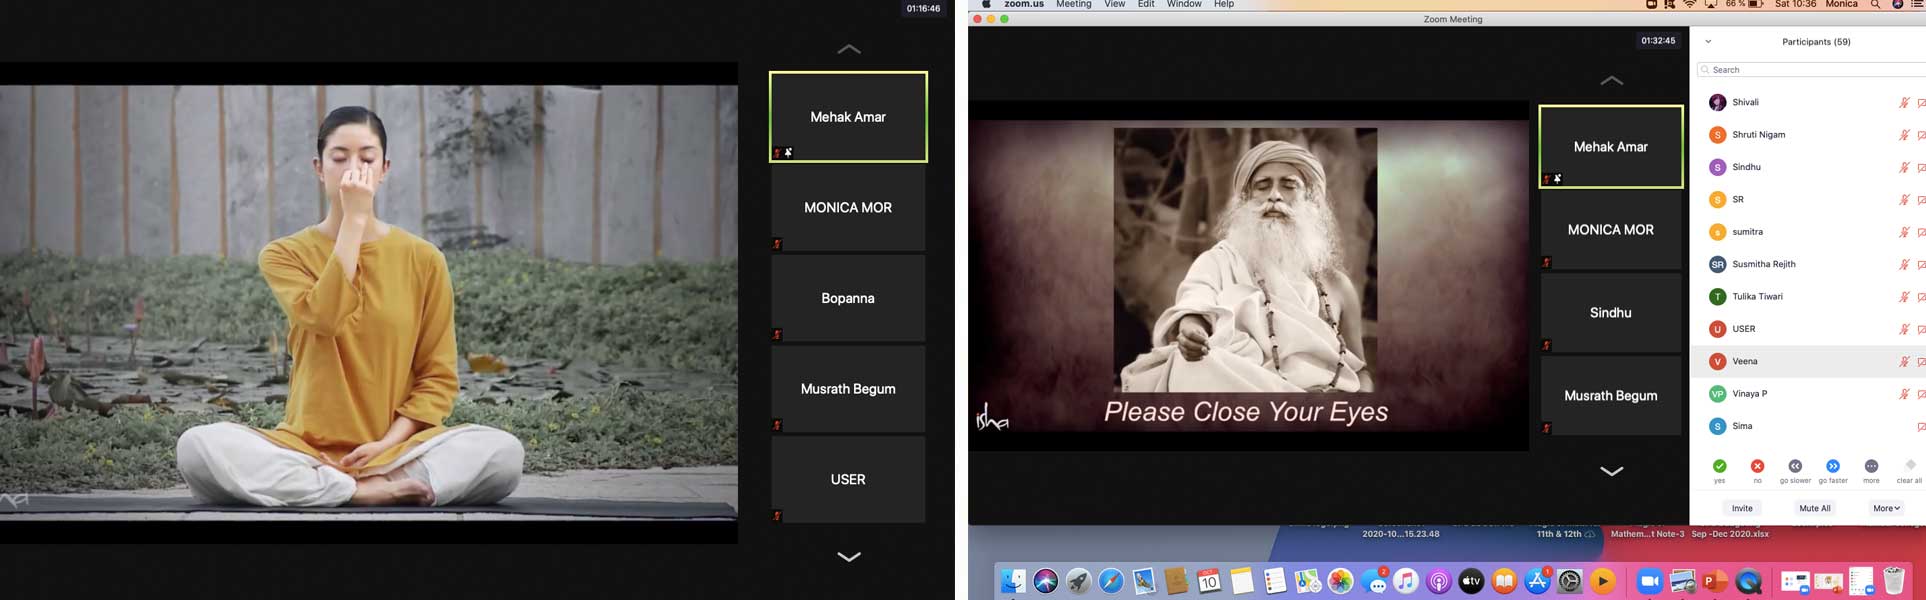 01:16:46
Mehak Amar
MONICA MOR
Bopanna
Musrath Begum
USER
zoom.us Meeting View Edit Window Help
66 % Sat 10:36 Monica
Zoom Meeting
01:32:45
Mehak Amar
MONICA MOR
Sindhu
Musrath Begum
isha
Please Close Your Eyes
Participants (59)
Search
Shivali
S Shruti Nigam
S Sindhu
S SR
s sumitra
SR Susmitha Rejith
T Tulika Tiwari
U USER
V Veena
VP Vinaya P
S Sima
yes no go slower go faster more clear all
Invite Mute All More
2020-10...15.23.48 11th & 12th Mathem...t Note-3 Sep -Dec 2020.xlsx
OCT
10
2
tv
1
P